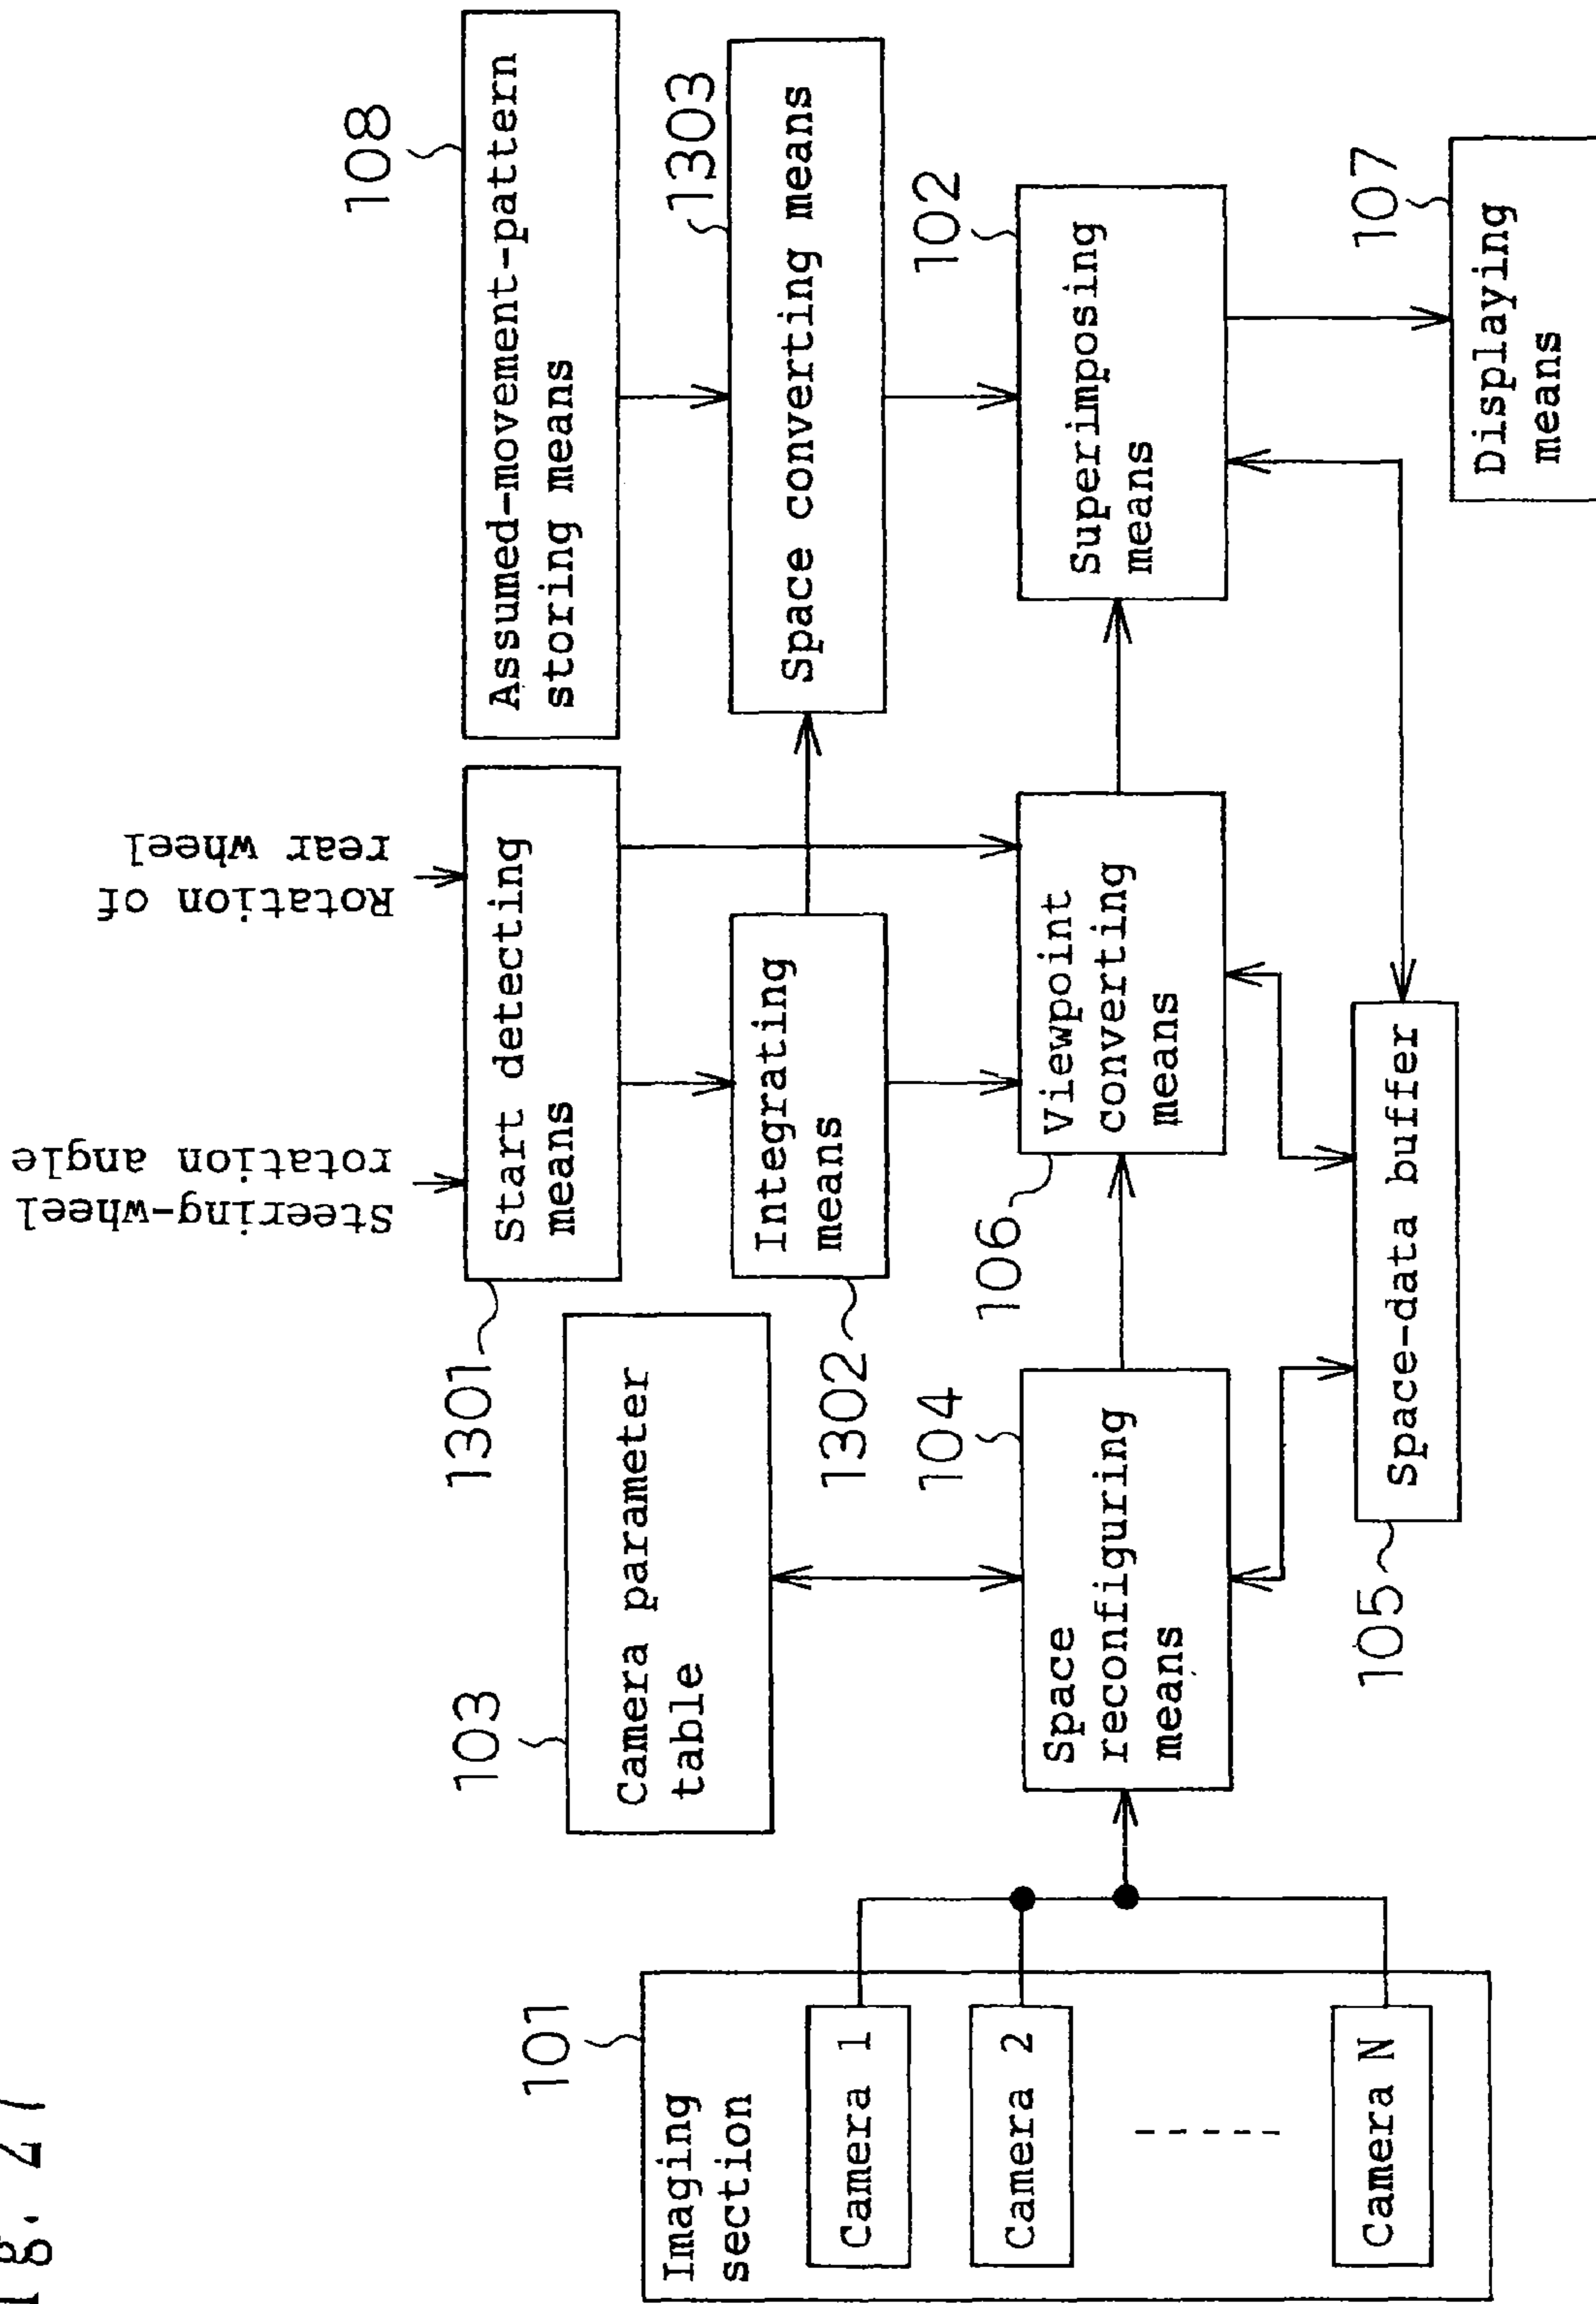 Steering-wheel
rotation angle
Rotation of
rear wheel
108
Assumed-movement-pattern
storing means
1301
Start detecting
means
103
Camera parameter
table
1302
Integrating
means
1303
Space converting means
101
Imaging
section
Camera 1
Camera 2
Camera N
104
Space
reconfiguring
means
106
Viewpoint
converting
means
102
Superimposing
means
105
Space-data buffer
107
Displaying
means